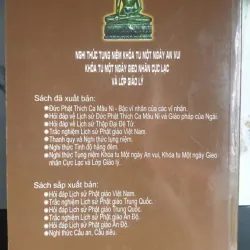 NGHI THỨC TỤNG NIỆM KHÓA TU MỘT NGÀY AN VUI
KHÓA TU MỘT NGÀY GIEO NHÂN CỰC LẠC
VÀ LỚP GIÁO LÝ
Sách đã xuất bản:
•Đức Phật Thích Ca Mâu Ni - Bậc vĩ nhân của các vĩ nhân.
•Hỏi đáp về Lịch sử Đức Phật Thích Ca Mâu Ni và Giáo pháp của Ngài.
•Hỏi đáp về Lịch sử Thập Đại Đệ Tử.
•Trắc nghiệm Lịch sử Phật giáo Việt Nam.
•Thanh quy và Nghi thức tụng niệm.
•Nghi thức Tịnh độ hằng đêm.
•Nghi thức Tụng niệm Khóa tu Một ngày An vui, Khóa tu Một ngày Gieo
nhân Cực Lạc và Lớp Giáo lý.
Sách sắp xuất bản:
•Hỏi đáp Lịch sử Phật giáo Việt Nam.
•Trắc nghiệm Lịch sử Phật giáo Trung Quốc.
•Hỏi đáp Lịch sử Phật giáo Trung Quốc.
•Trắc nghiệm Lịch sử Phật giáo Ấn Độ.
•Hỏi đáp Lịch sử Phật giáo Ấn Độ.
•Nghi thức Cầu an, Cầu siêu.